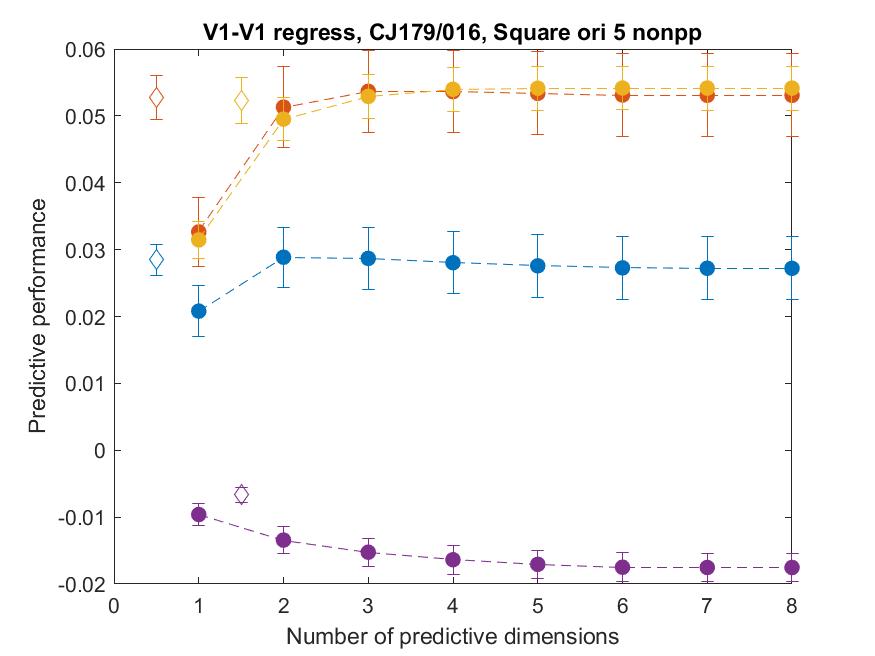 V1-V1 regress, CJ179/016, Square ori 5 nonpp
0.06
0.05
0.04
0.03
0.02
0.01
0
-0.01
-0.02
Predictive performance
0 1 2 3 4 5 6 7 8
Number of predictive dimensions